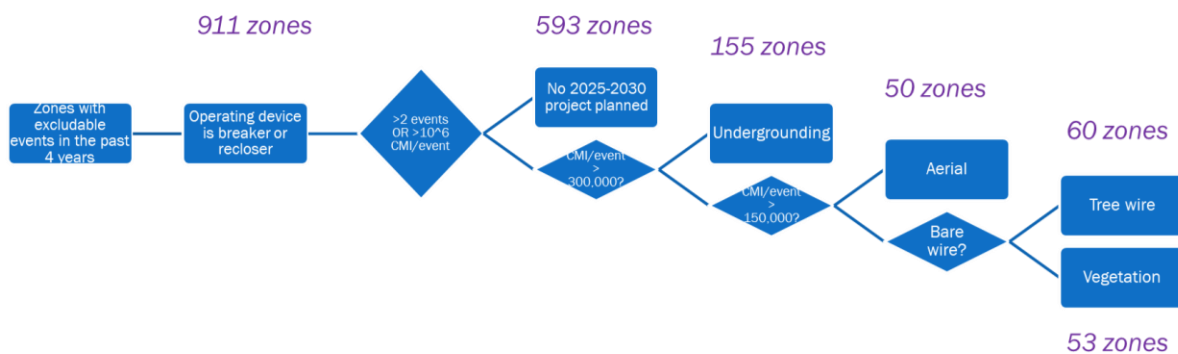 911 zones
593 zones
155 zones
50 zones
60 zones
Zones with
excludable
events in the past
4 years
Operating device
is breaker or
recloser
>2 events
OR >10^6
CMI/event
No 2025-2030
project planned
CMI/event
>
300,000?
Undergrounding
CMI/event
>
150,000?
Aerial
Bare
wire?
Tree wire
Vegetation
53 zones